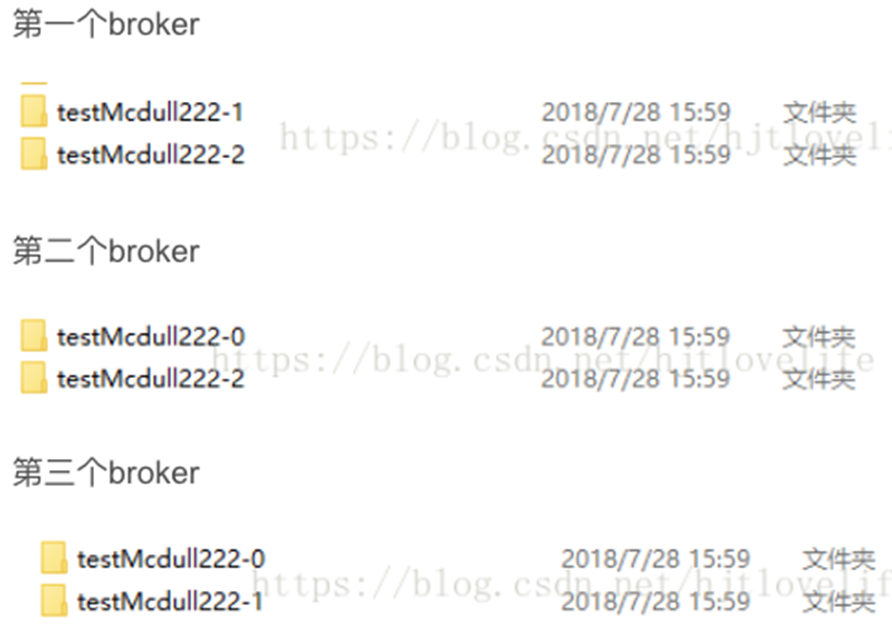 第一个broker
testMcdull222-1 2018/7/28 15:59 文件夹
https://blog.csdn.net/hjtloveli
testMcdull222-2 2018/7/28 15:59 文件夹
第二个broker
testMcdull222-0 2018/7/28 15:59 文件夹
https://blog.csdn.net/hjtlovelife
testMcdull222-2 2018/7/28 15:59 文件夹
第三个broker
testMcdull222-0 2018/7/28 15:59 文件夹
https://blog.csdn.net/hjtlovelif
testMcdull222-1 2018/7/28 15:59 文件夹